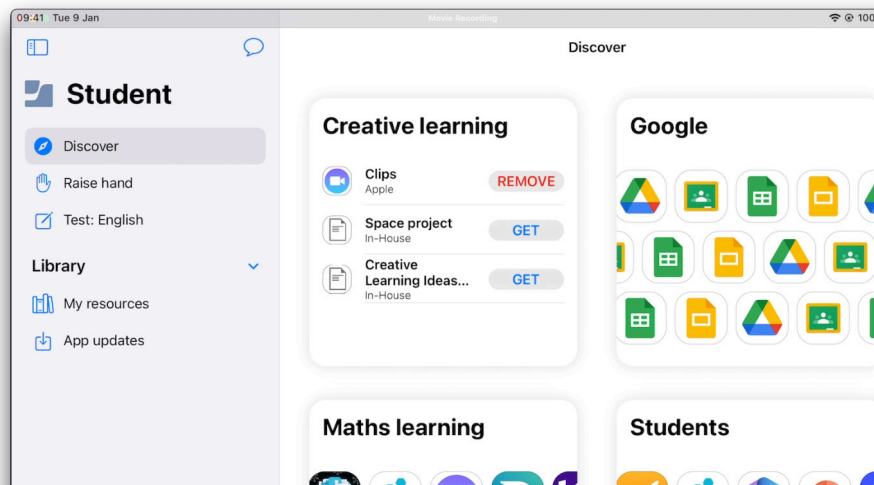 09:41 Tue 9 Jan
Movie Recording
100
Discover
Student
Discover
Raise hand
Test: English
Library
My resources
App updates
Creative learning
Clips
Apple
REMOVE
Space project
In-House
GET
Creative
Learning Ideas...
In-House
GET
Google
Maths learning
Students